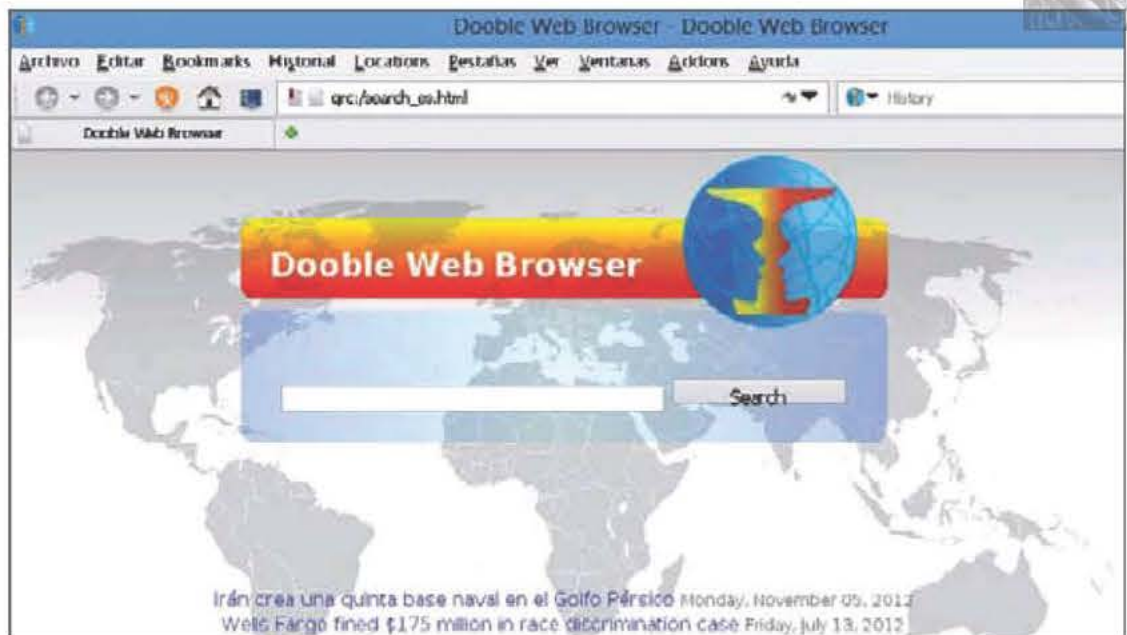 Dooble Web Browser - Dooble Web Browser
Archivo Editar Bookmarks Historial Locations Pestañas Ver Ventanas Addons Ayuda
qrc:/search_es.html History
Dooble Web Browser
Dooble Web Browser
Search
Irán crea una quinta base naval en el Golfo Pérsico Monday, November 05, 2012
Wells Fargo fined $175 million in race discrimination case Friday, July 13, 2012